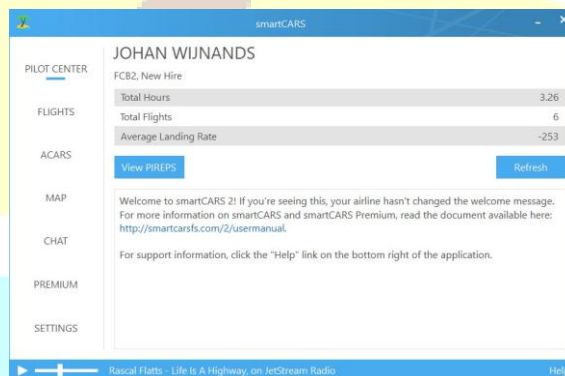 smartCARS
PILOT CENTER
FLIGHTS
ACARS
MAP
CHAT
PREMIUM
SETTINGS
JOHAN WIJNANDS
FCB2, New Hire
Total Hours 3.26
Total Flights 6
Average Landing Rate -253
View PIREPS Refresh
Welcome to smartCARS 2! If you're seeing this, your airline hasn't changed the welcome message.
For more information on smartCARS and smartCARS Premium, read the document available here:
http://smartcarsfs.com/2/usermanual.
For support information, click the "Help" link on the bottom right of the application.
Rascal Flatts - Life Is A Highway, on JetStream Radio Help